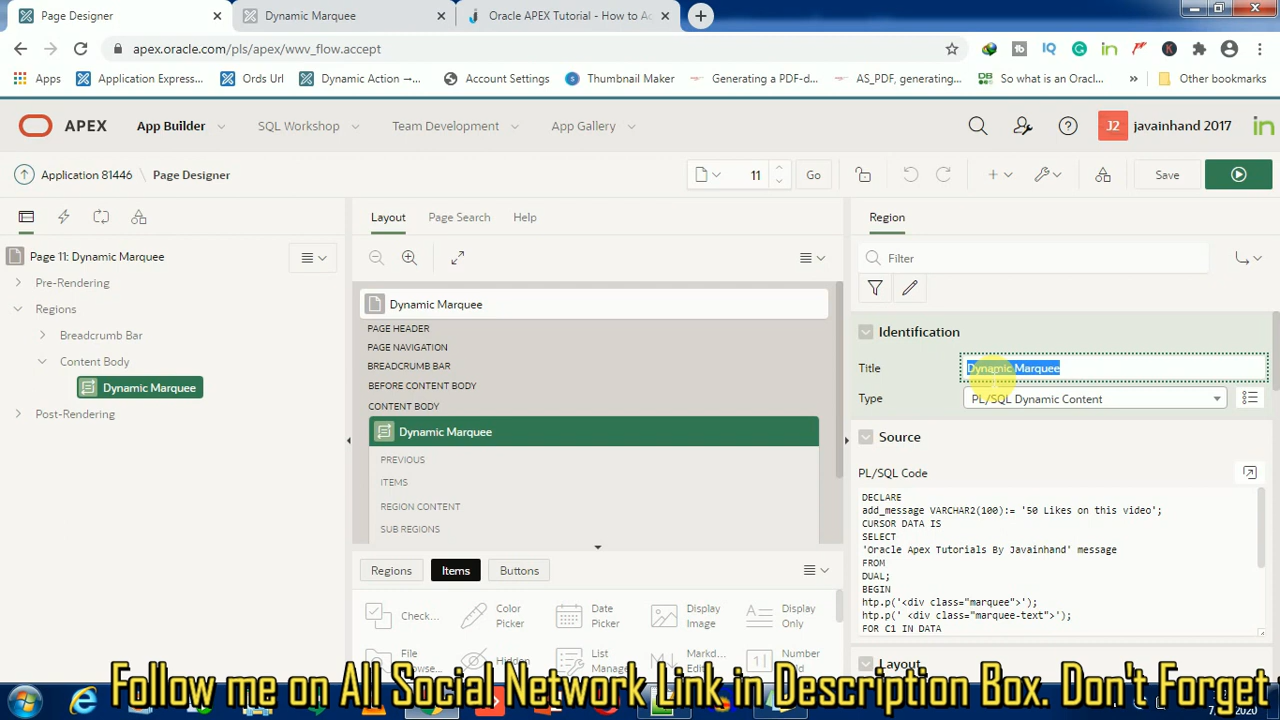 Page Designer
Dynamic Marquee
Oracle APEX Tutorial - How to Ac
apex.oracle.com/pls/apex/wwv_flow.accept
Apps
Application Express...
Ords Url
Dynamic Action →...
Account Settings
Thumbnail Maker
Generating a PDF-d...
AS_PDF, generating...
So what is an Oracl...
Other bookmarks
APEX
App Builder
SQL Workshop
Team Development
App Gallery
J2
javainhand 2017
Application 81446
Page Designer
11
Go
Save
Layout
Page Search
Help
Region
Page 11: Dynamic Marquee
Pre-Rendering
Regions
Breadcrumb Bar
Content Body
Dynamic Marquee
Post-Rendering
Dynamic Marquee
PAGE HEADER
PAGE NAVIGATION
BREADCRUMB BAR
BEFORE CONTENT BODY
CONTENT BODY
Dynamic Marquee
PREVIOUS
ITEMS
REGION CONTENT
SUB REGIONS
Regions
Items
Buttons
Check...
Color
Picker
Date
Picker
Display
Image
Display
Only
File
Browse...
Hidden
List
Manage
Markd...
Edi
Number
Field
Filter
Identification
Title
Dynamic Marquee
Type
PL/SQL Dynamic Content
Source
PL/SQL Code
DECLARE
add_message VARCHAR2(100):= '50 Likes on this video';
CURSOR DATA IS
SELECT
'Oracle Apex Tutorials By Javainhand' message
FROM
DUAL;
BEGIN
htp.p('<div class="marquee">');
htp.p(' <div class="marquee-text">');
FOR C1 IN DATA
Layout
Follow me on All Social Network Link in Description Box. Don't Forget